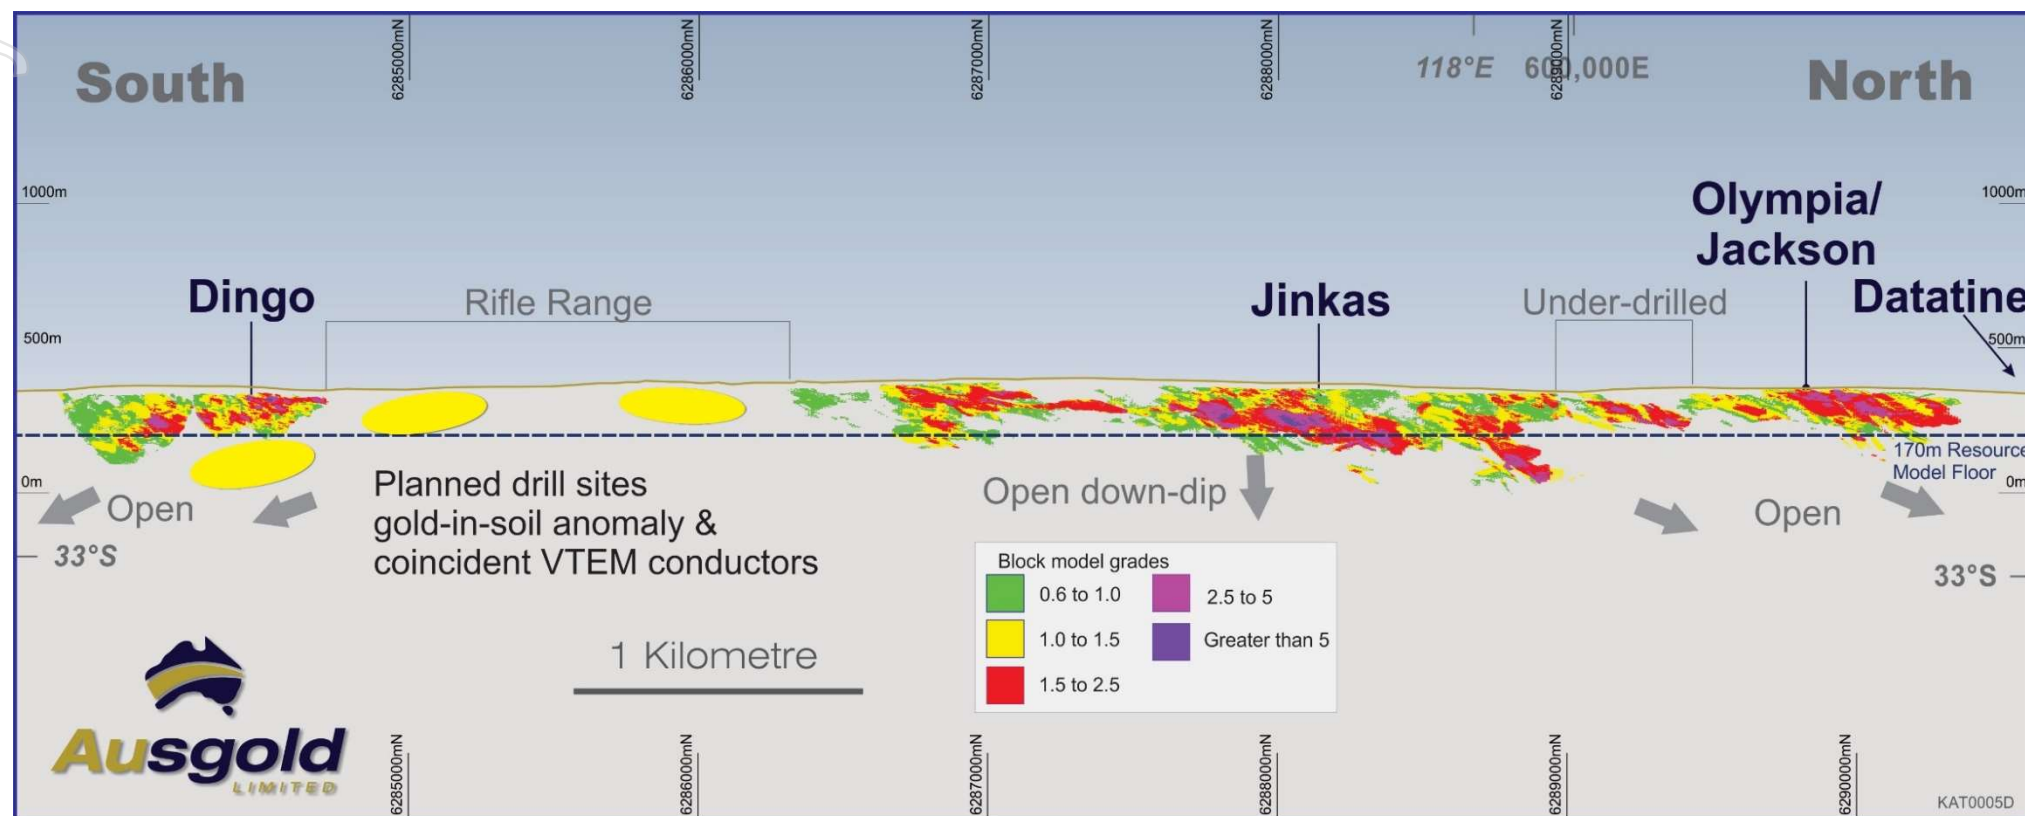 6285000mN
6286000mN
6287000mN
6288000mN
6289000mN
118°E
600,000E
South
North
1000m
1000m
Olympia/
Jackson
Dingo
Rifle Range
Jinkas
Under-drilled
Datatine
500m
500m
170m Resource
Model Floor
0m
0m
Open
Planned drill sites
gold-in-soil anomaly &
coincident VTEM conductors
Open down-dip
Open
33°S
33°S
Block model grades
0.6 to 1.0
2.5 to 5
1.0 to 1.5
Greater than 5
1.5 to 2.5
1 Kilometre
Ausgold
LIMITED
6285000mN
6286000mN
6287000mN
6288000mN
6289000mN
6290000mN
KAT0005D